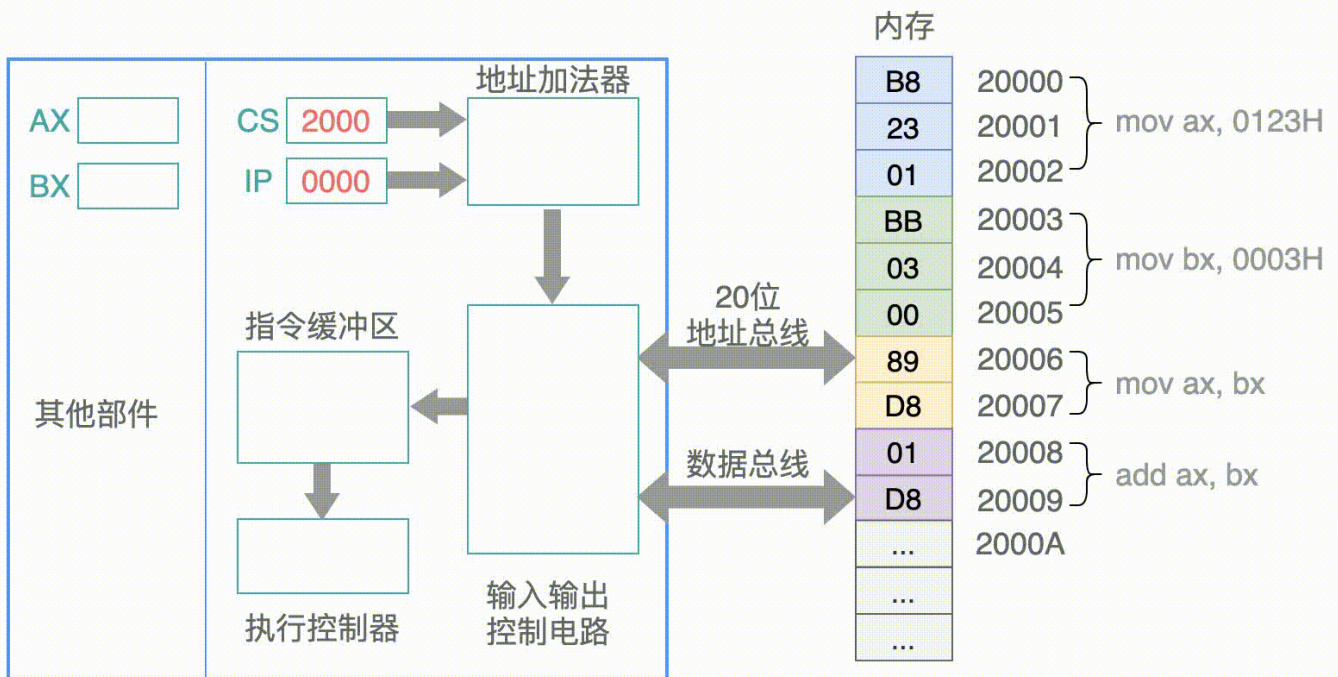 内存
地址加法器
AX
BX
CS 2000
IP 0000
指令缓冲区
其他部件
执行控制器
输入输出
控制电路
20位
地址总线
数据总线
B8 20000
23 20001
01 20002
mov ax, 0123H
BB 20003
03 20004
00 20005
mov bx, 0003H
89 20006
D8 20007
mov ax, bx
01 20008
D8 20009
add ax, bx
... 2000A
...
...